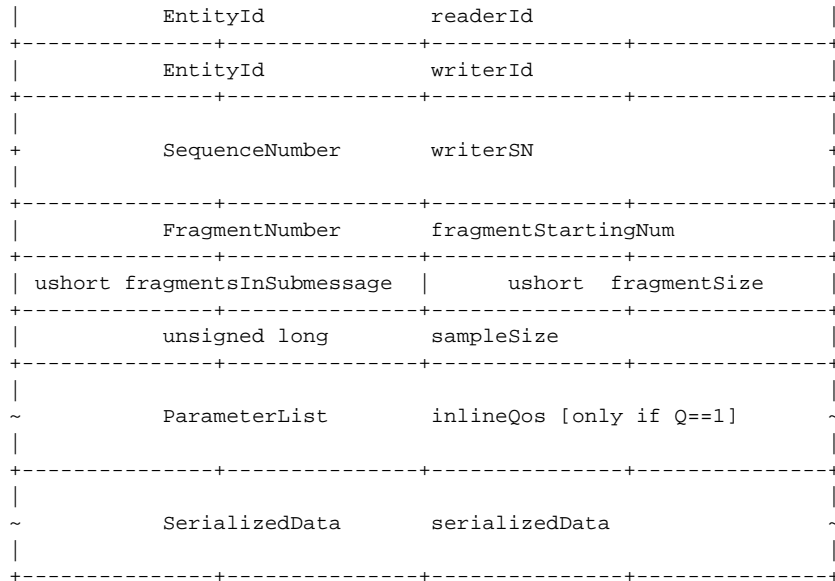 EntityId readerId
EntityId writerId
SequenceNumber writerSN
FragmentNumber fragmentStartingNum
ushort fragmentsInSubmessage | ushort fragmentSize
unsigned long sampleSize
ParameterList inlineQos [only if Q==1]
SerializedData serializedData